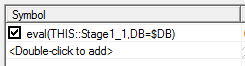 Symbol
eval(THIS::Stage1_1,DB=$DB)
<Double-click to add>